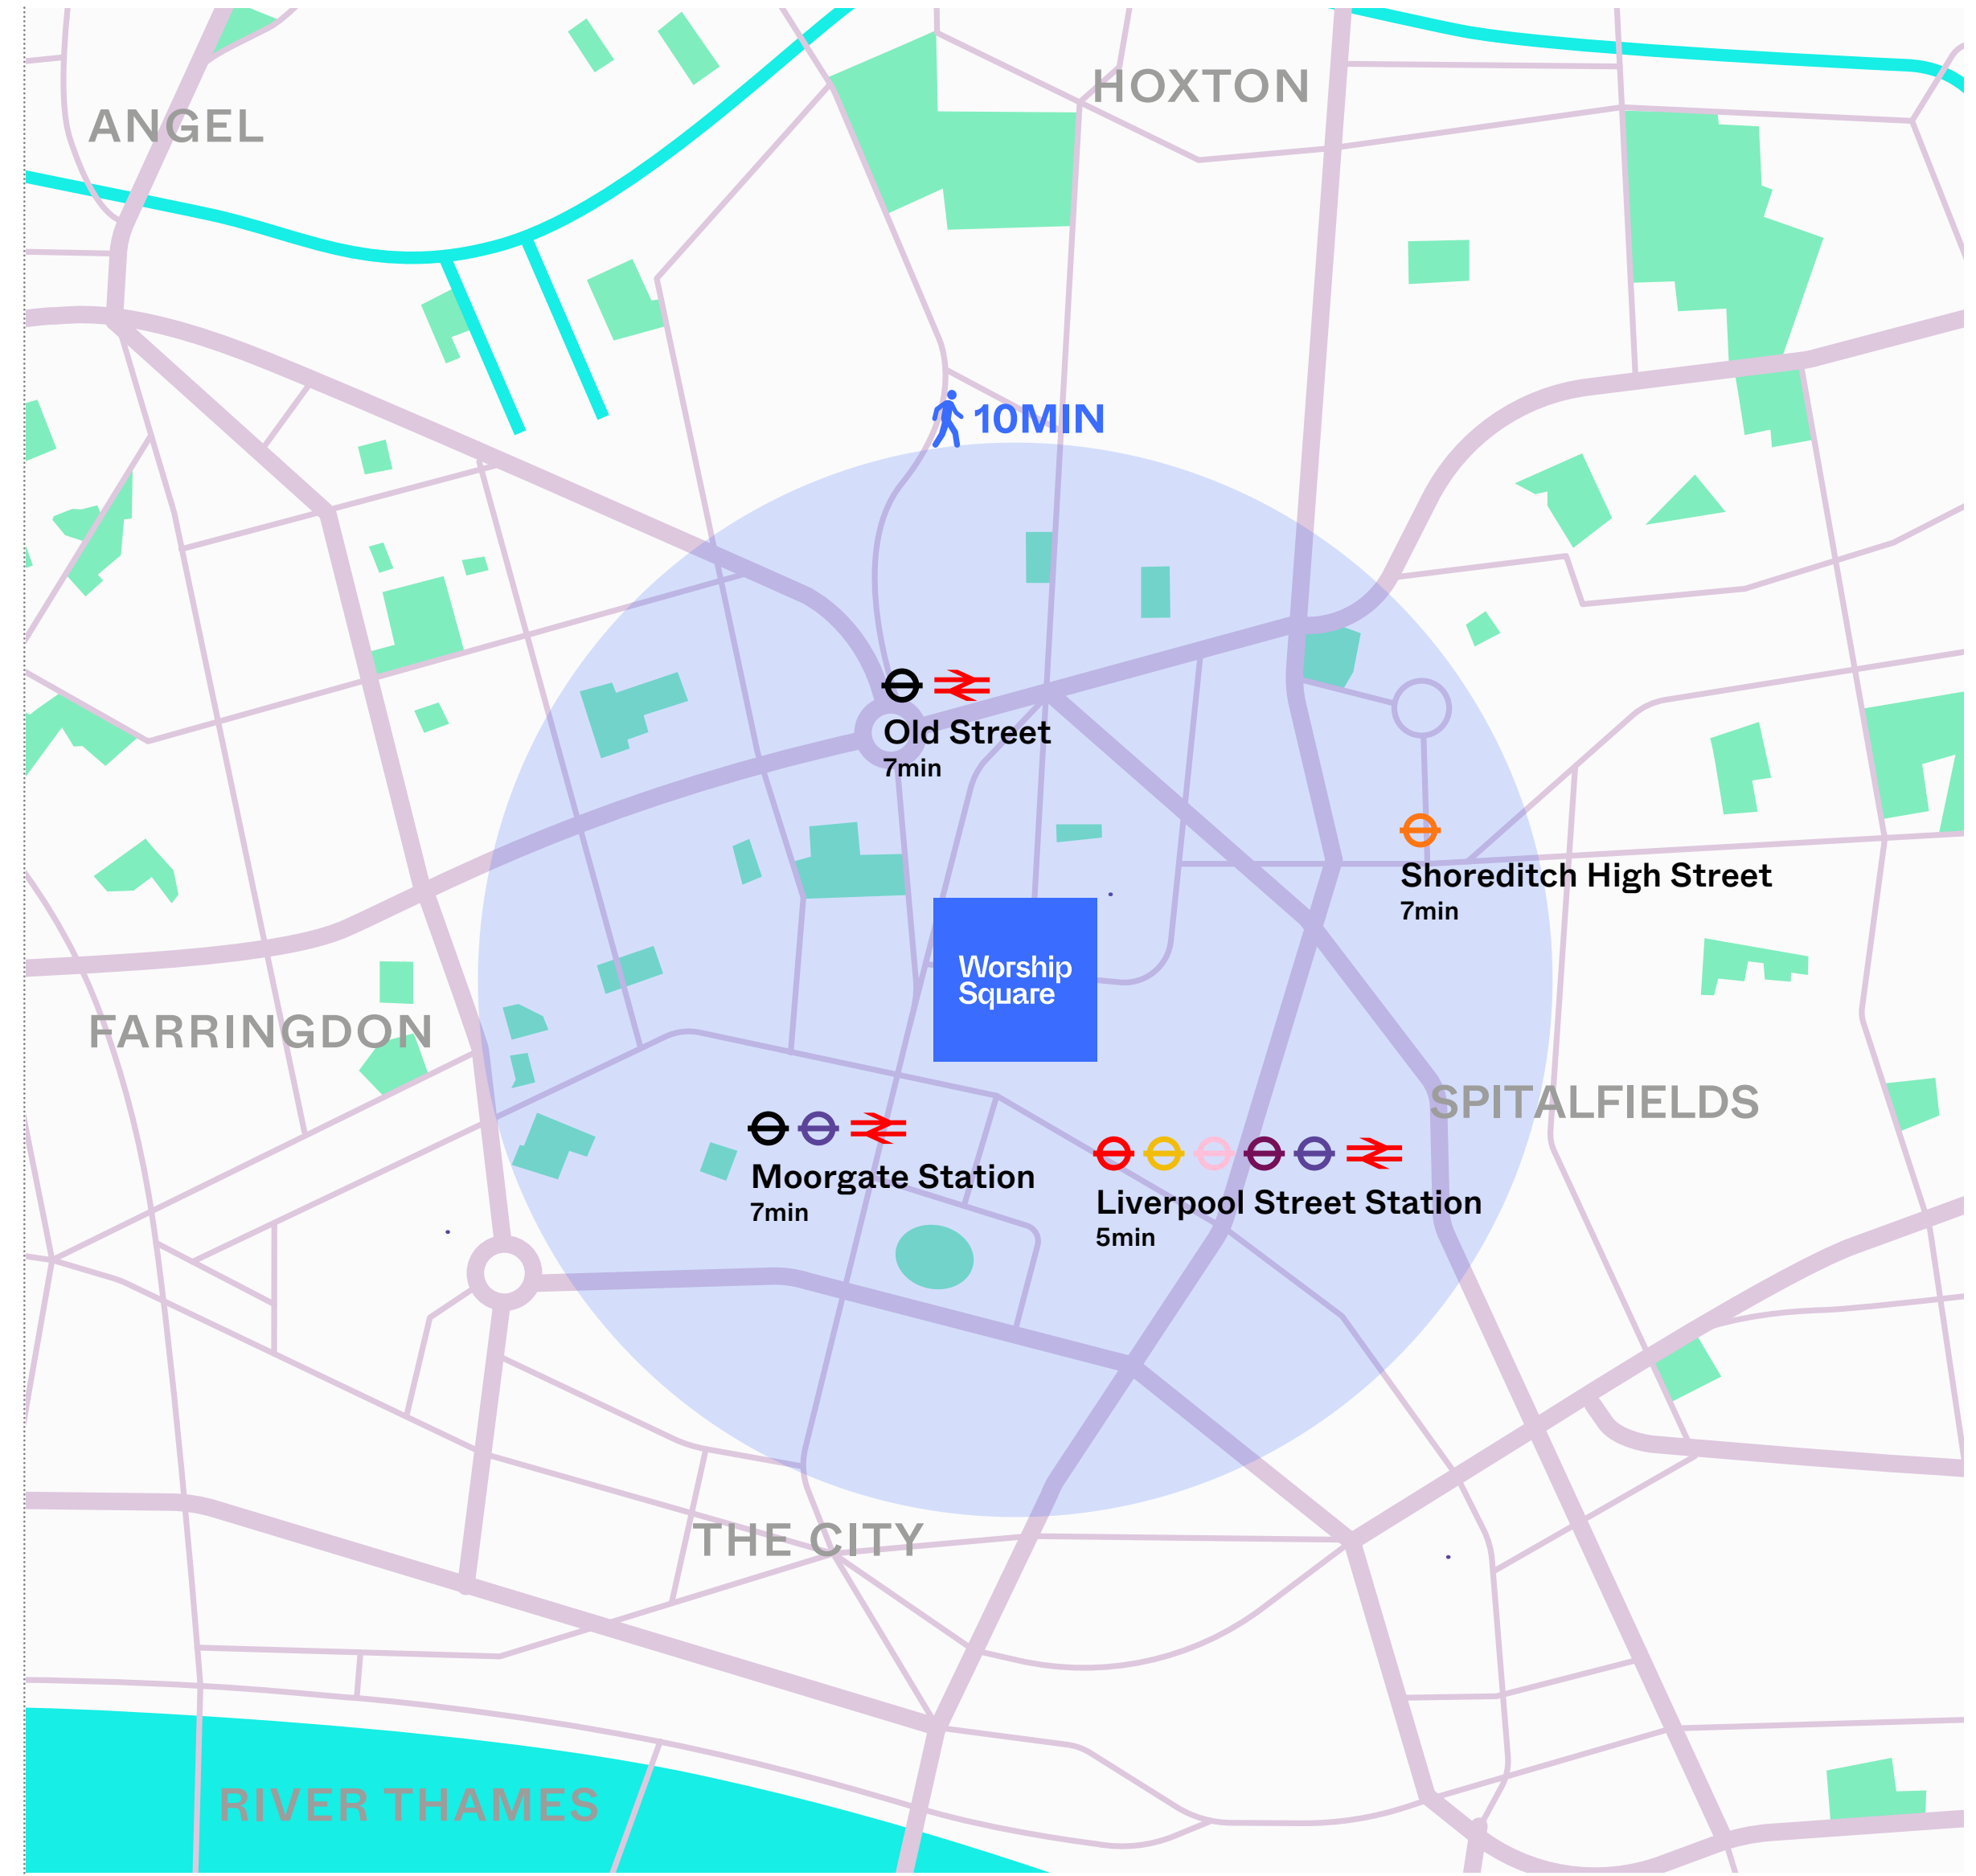 HOXTON
ANGEL
10MIN
Old Street
7min
Shoreditch High Street
7min
Worship
Square
FARRINGDON
SPITALFIELDS
Moorgate Station
7min
Liverpool Street Station
5min
THE CITY
RIVER THAMES